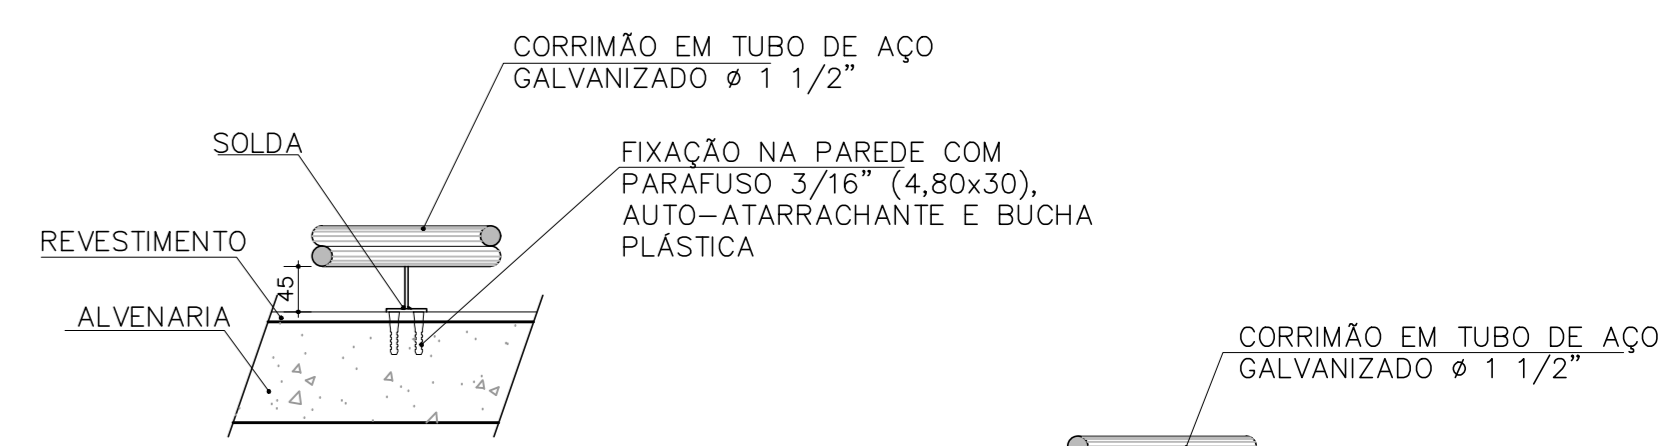 CORRIMÃO EM TUBO DE AÇO
GALVANIZADO ø 1 1/2”
SOLDA
FIXAÇÃO NA PAREDE COM
PARAFUSO 3/16” (4,80x30),
AUTO-ATARRACHANTE E BUCHA
PLÁSTICA
REVESTIMENTO
45
ALVENARIA
CORRIMÃO EM TUBO DE AÇO
GALVANIZADO ø 1 1/2”